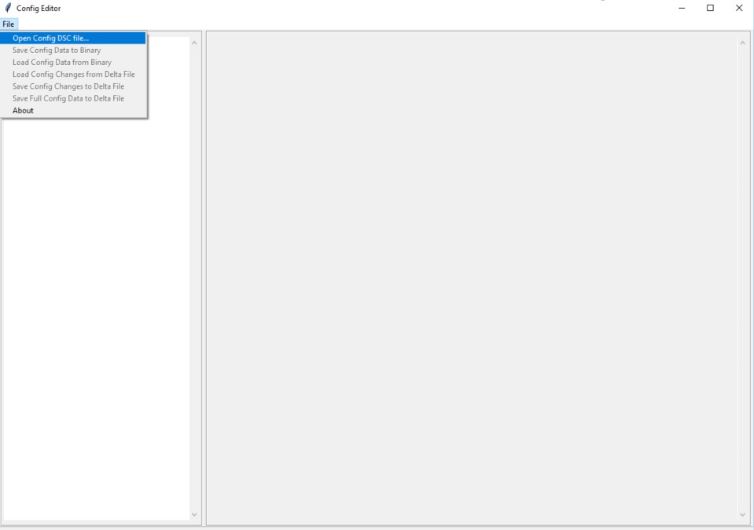 Config Editor
File
Open Config DSC file...
Save Config Data to Binary
Load Config Data from Binary
Load Config Changes from Delta File
Save Config Changes to Delta File
Save Full Config Data to Delta File
About